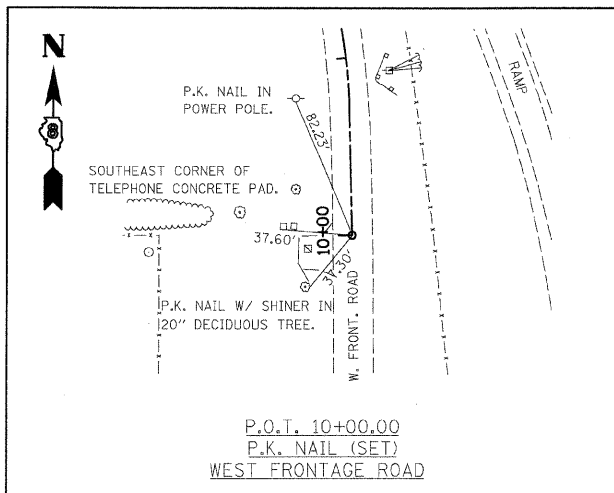 N
8
P.K. NAIL IN
POWER POLE.
82.23'
RAMP
SOUTHEAST CORNER OF
TELEPHONE CONCRETE PAD.
37.60'
10+00
37.30'
P.K. NAIL W/ SHINER IN
20" DECIDUOUS TREE.
W. FRONT. ROAD
P.O.T. 10+00.00
P.K. NAIL (SET)
WEST FRONTAGE ROAD